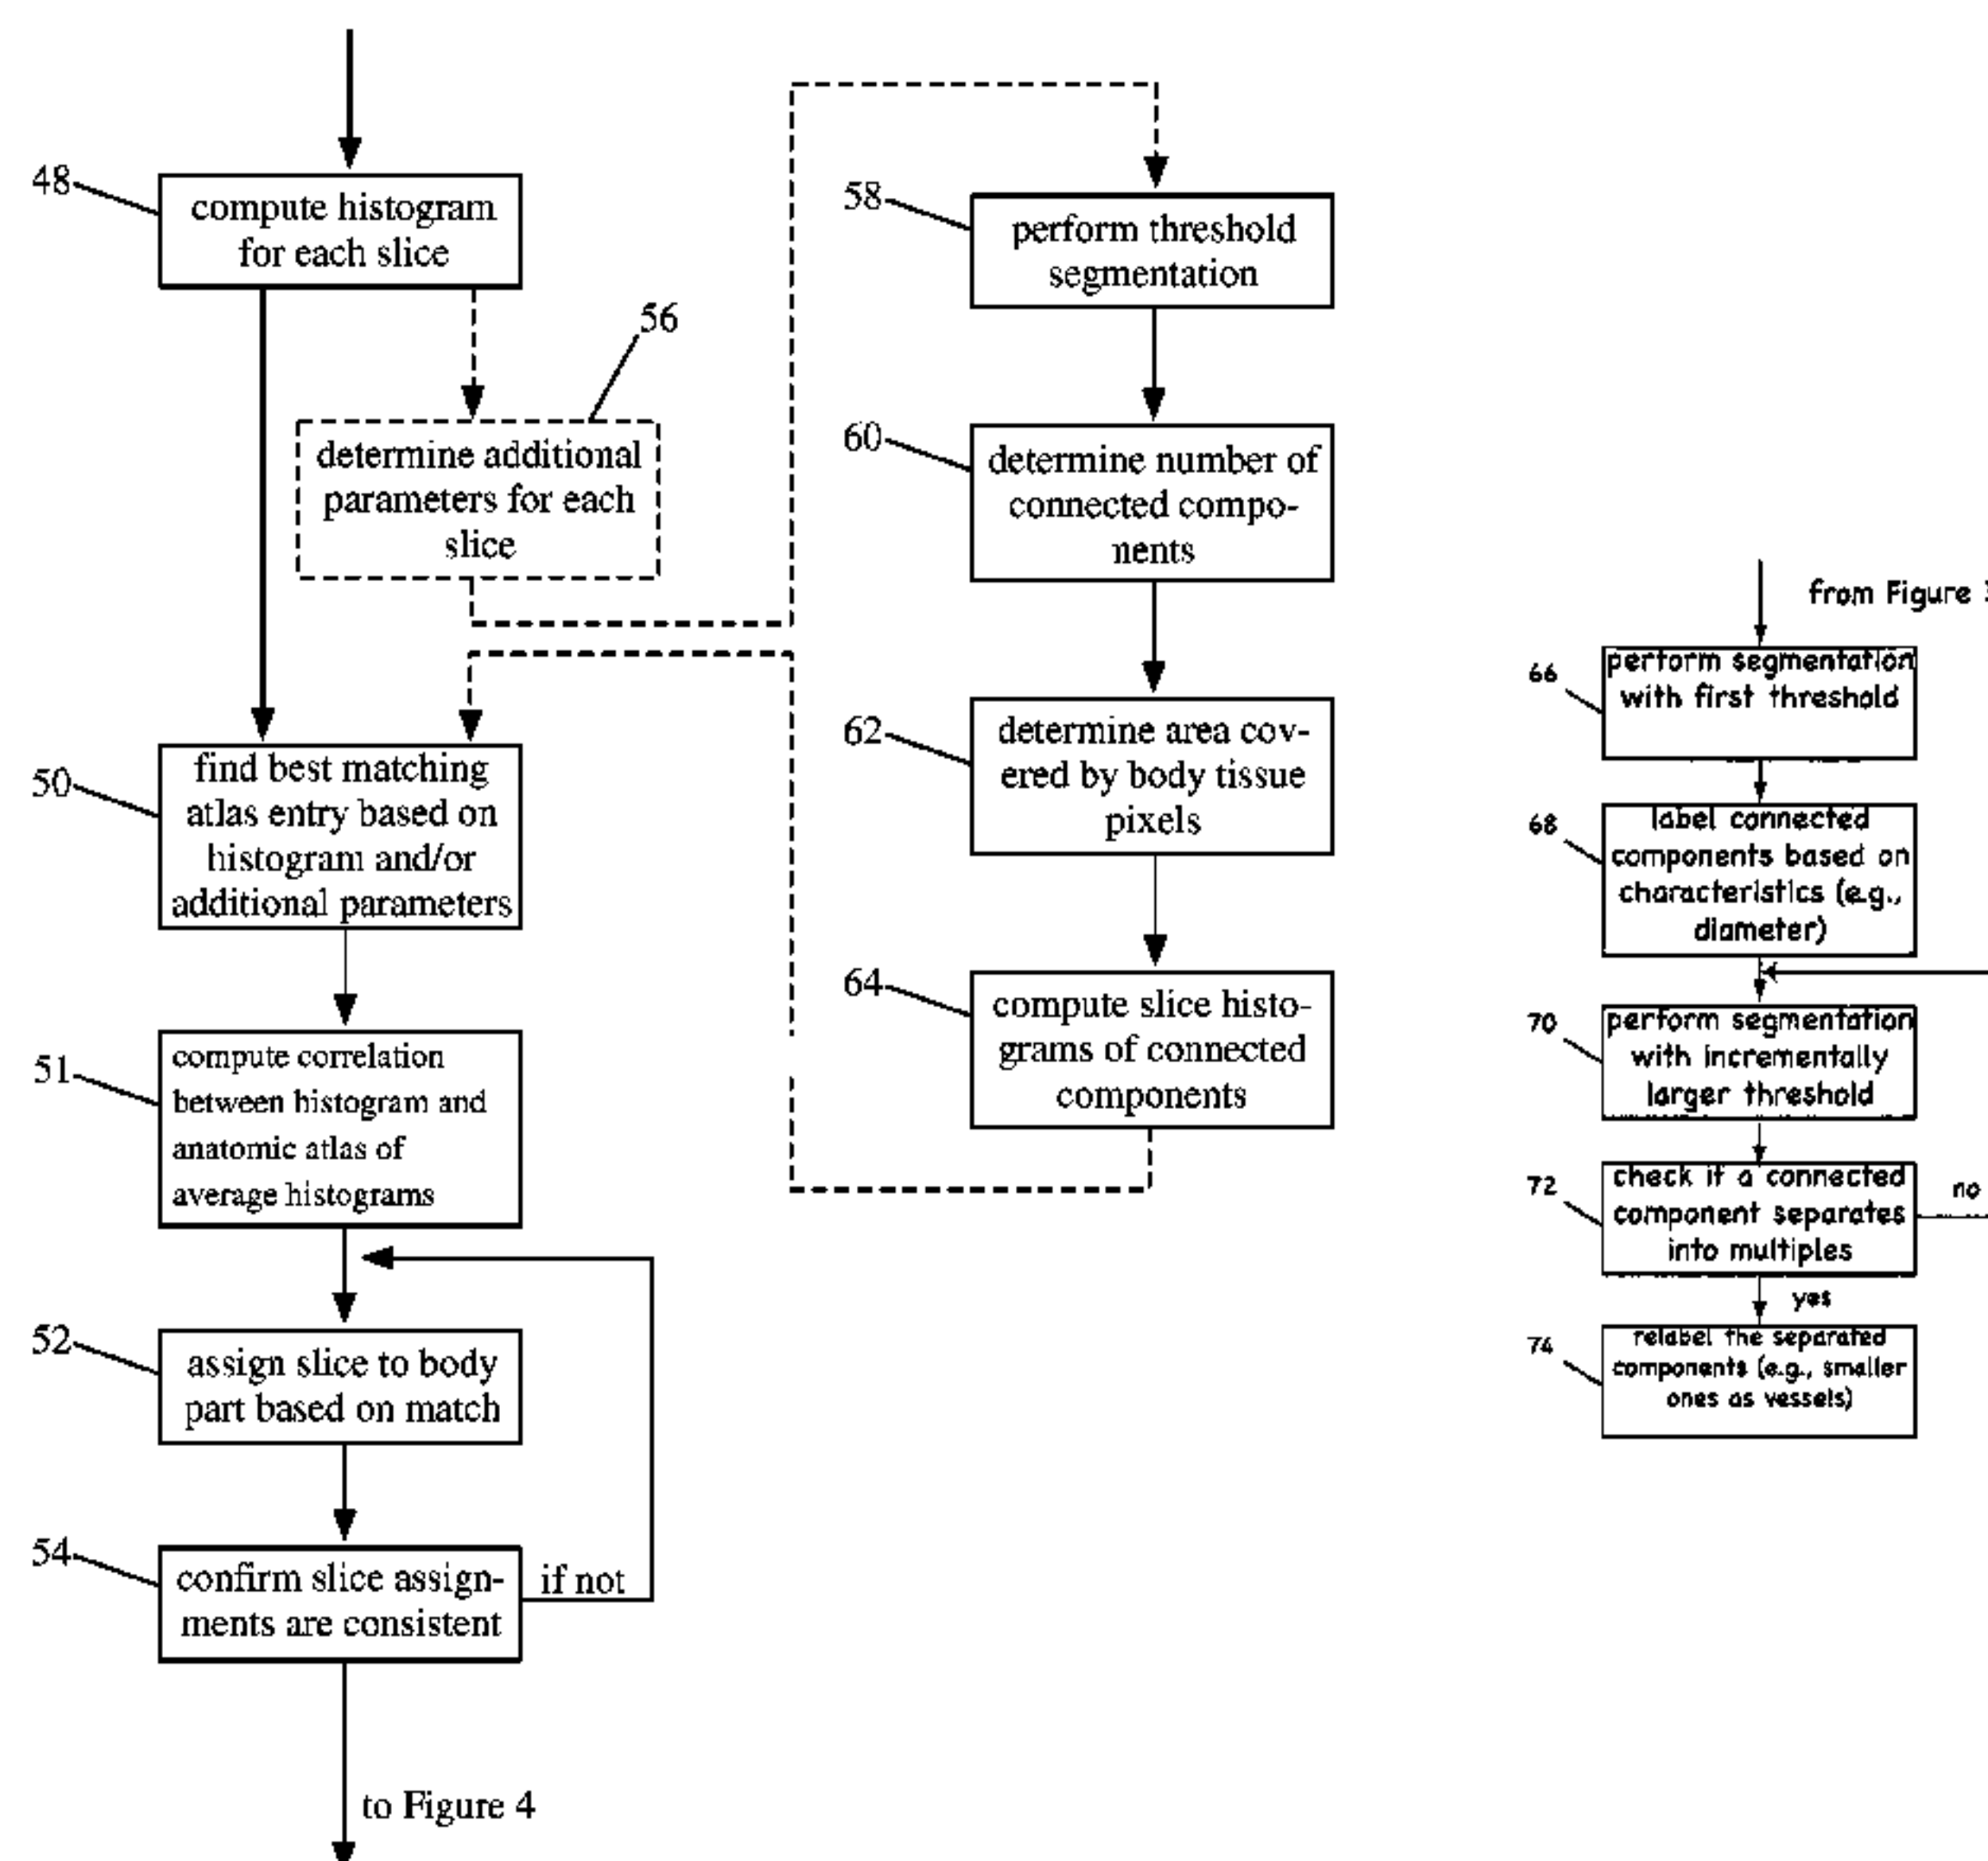 48
compute histogram
for each slice
56
determine additional
parameters for each
slice
50
find best matching
atlas entry based on
histogram and/or
additional parameters
51
compute correlation
between histogram and
anatomic atlas of
average histograms
52
assign slice to body
part based on match
54
confirm slice assign-
ments are consistent
if not
to Figure 4
58
perform threshold
segmentation
60
determine number of
connected compo-
nents
62
determine area cov-
ered by body tissue
pixels
64
compute slice histo-
grams of connected
components
from Figure
66
perform segmentation
with first threshold
68
label connected
components based on
characteristics (e.g.,
diameter)
70
perform segmentation
with incrementally
larger threshold
72
check if a connected
component separates
into multiples
no
yes
74
relabel the separated
components (e.g., smaller
ones as vessels)